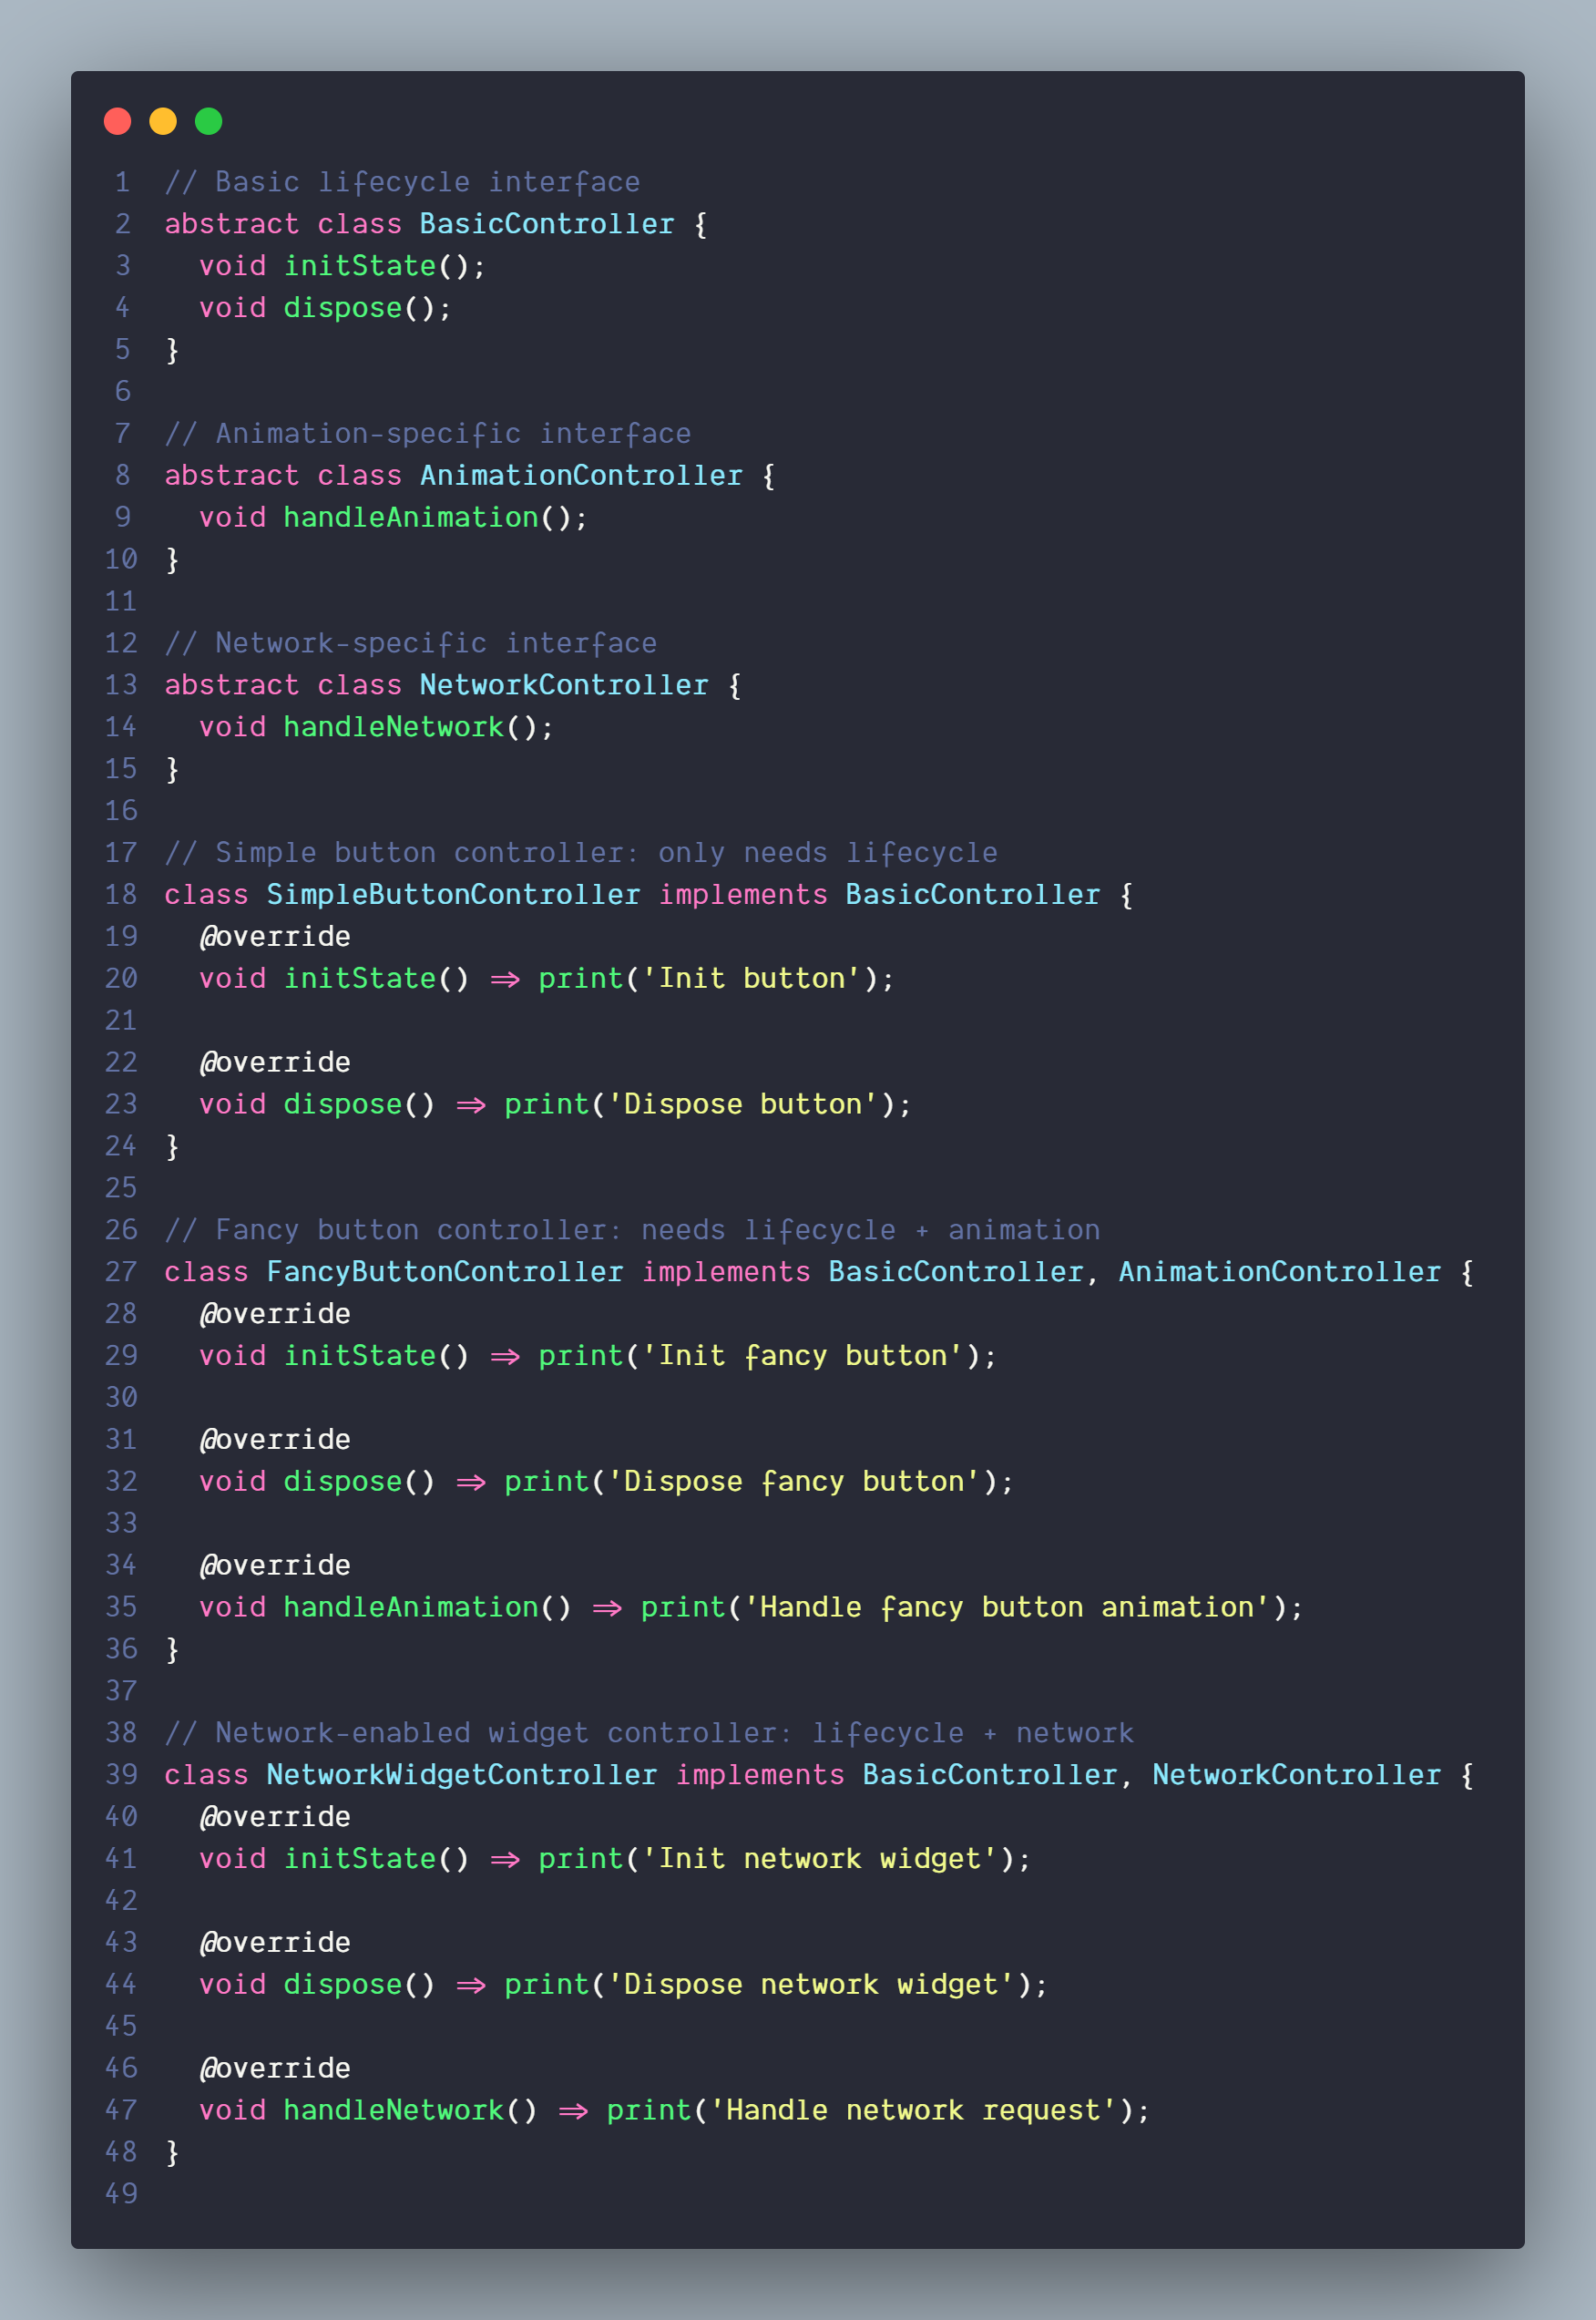 1 // Basic lifecycle interface
2 abstract class BasicController {
3   void initState();
4   void dispose();
5 }
6
7 // Animation-specific interface
8 abstract class AnimationController {
9   void handleAnimation();
10 }
11
12 // Network-specific interface
13 abstract class NetworkController {
14   void handleNetwork();
15 }
16
17 // Simple button controller: only needs lifecycle
18 class SimpleButtonController implements BasicController {
19   @override
20   void initState() => print('Init button');
21
22   @override
23   void dispose() => print('Dispose button');
24 }
25
26 // Fancy button controller: needs lifecycle + animation
27 class FancyButtonController implements BasicController, AnimationController {
28   @override
29   void initState() => print('Init fancy button');
30
31   @override
32   void dispose() => print('Dispose fancy button');
33
34   @override
35   void handleAnimation() => print('Handle fancy button animation');
36 }
37
38 // Network-enabled widget controller: lifecycle + network
39 class NetworkWidgetController implements BasicController, NetworkController {
40   @override
41   void initState() => print('Init network widget');
42
43   @override
44   void dispose() => print('Dispose network widget');
45
46   @override
47   void handleNetwork() => print('Handle network request');
48 }
49